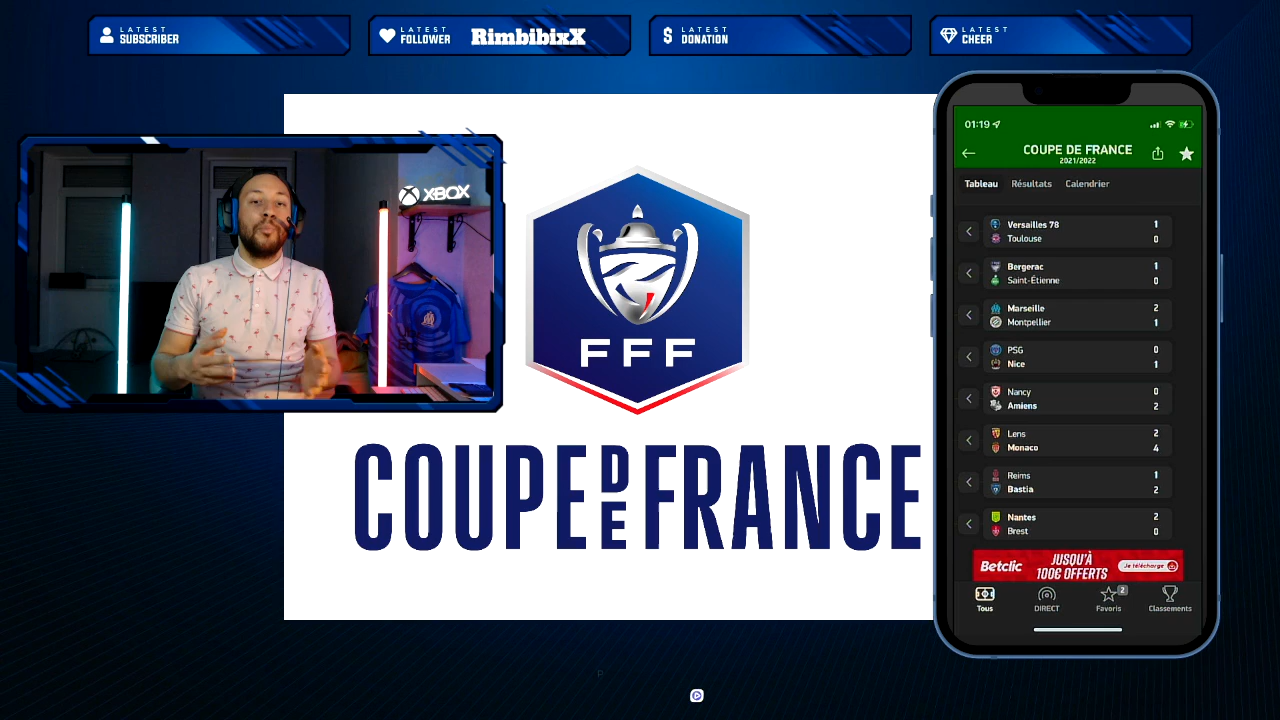 LATEST
SUBSCRIBER
LATEST
FOLLOWER
RimbibixX
LATEST
DONATION
LATEST
CHEER
XBOX
FFF
COUPE DE FRANCE
01:19
COUPE DE FRANCE
2021/2022
Tableau Résultats Calendrier
Versailles 78 1
Toulouse 0
Bergerac 1
Saint-Étienne 0
Marseille 2
Montpellier 1
PSG 0
Nice 1
Nancy 0
Amiens 2
Lens 2
Monaco 4
Reims 1
Bastia 2
Nantes 2
Brest 0
Betclic
JUSQU'À
100€ OFFERTS
Je télécharge
2
Tous DIRECT Favoris Classements